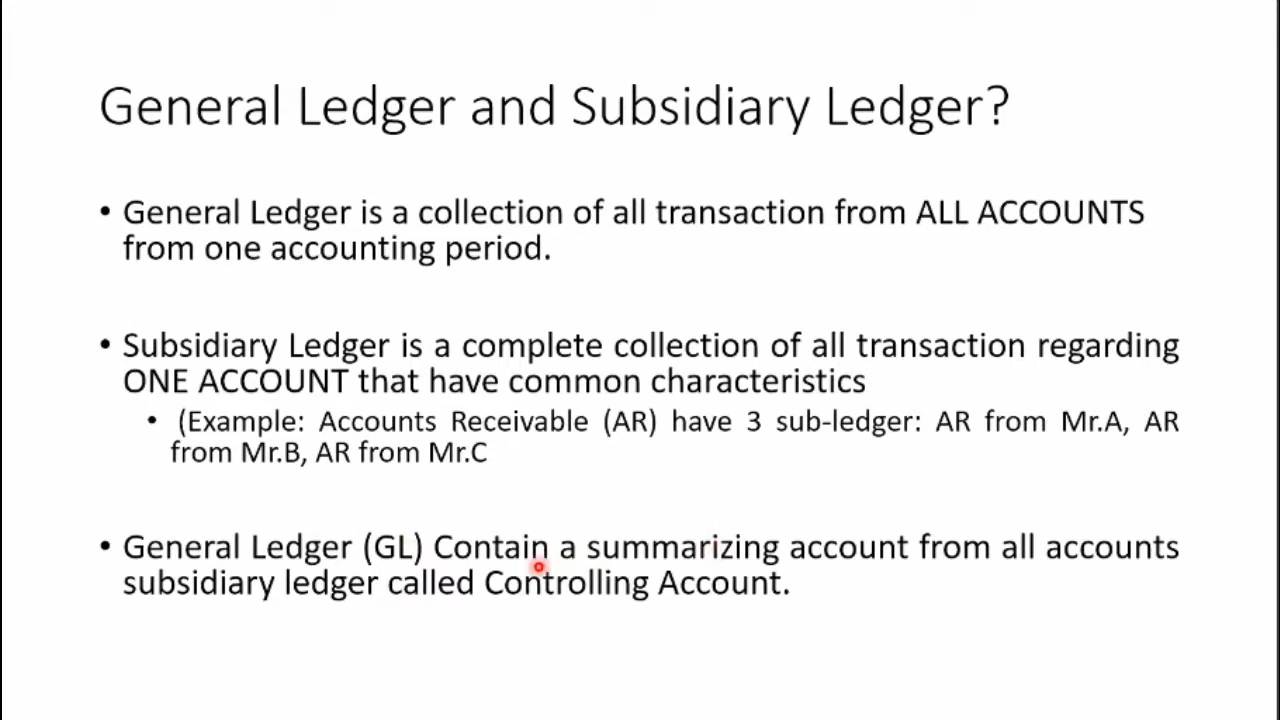 General Ledger and Subsidiary Ledger?
• General Ledger is a collection of all transaction from ALL ACCOUNTS
from one accounting period.
• Subsidiary Ledger is a complete collection of all transaction regarding
ONE ACCOUNT that have common characteristics
• (Example: Accounts Receivable (AR) have 3 sub-ledger: AR from Mr.A, AR
from Mr.B, AR from Mr.C
• General Ledger (GL) Contain a summarizing account from all accounts
subsidiary ledger called Controlling Account.